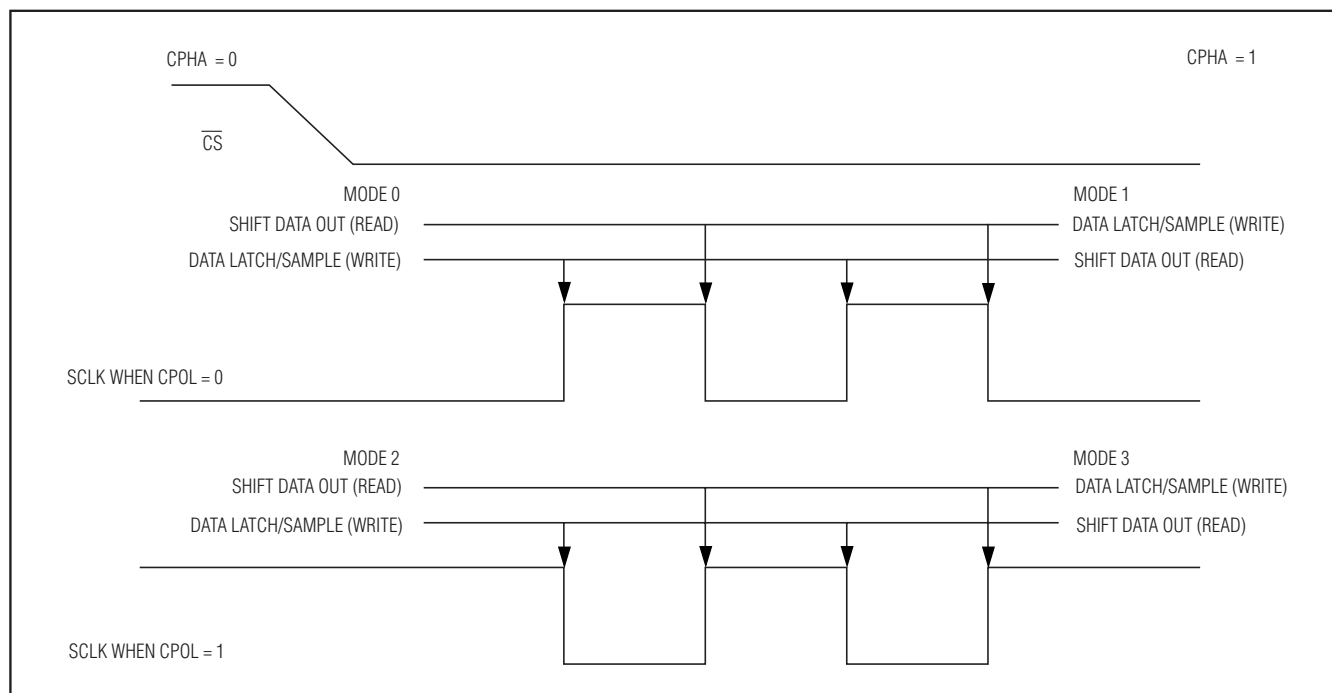 CPHA = 0
CPHA = 1
CS
MODE 0
MODE 1
SHIFT DATA OUT (READ)
DATA LATCH/SAMPLE (WRITE)
DATA LATCH/SAMPLE (WRITE)
SHIFT DATA OUT (READ)
SCLK WHEN CPOL = 0
MODE 2
MODE 3
SHIFT DATA OUT (READ)
DATA LATCH/SAMPLE (WRITE)
DATA LATCH/SAMPLE (WRITE)
SHIFT DATA OUT (READ)
SCLK WHEN CPOL = 1